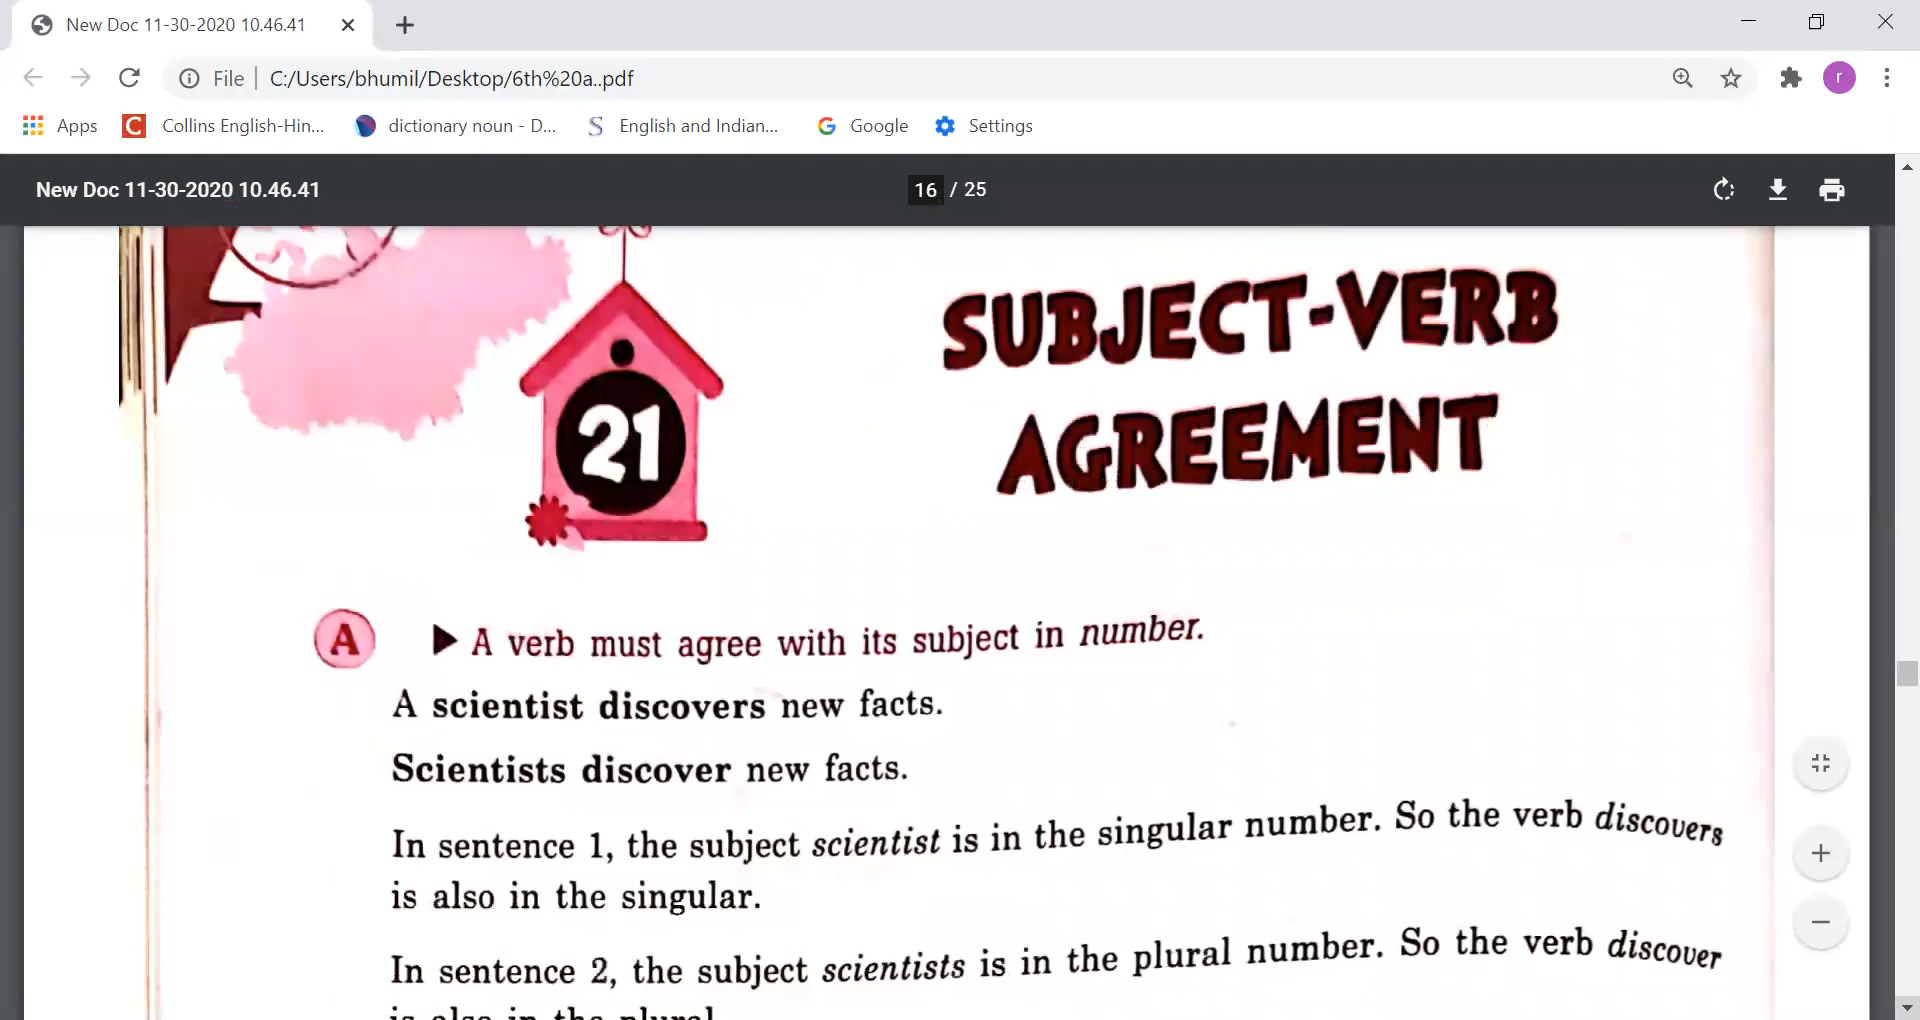 New Doc 11-30-2020 10.46.41
File | C:/Users/bhumil/Desktop/6th%20a..pdf
r
Apps
C Collins English-Hin...
dictionary noun - D...
S English and Indian...
G Google
Settings
New Doc 11-30-2020 10.46.41
16 / 25
21
SUBJECT-VERB
AGREEMENT
A
▶ A verb must agree with its subject in number.
A scientist discovers new facts.
Scientists discover new facts.
In sentence 1, the subject scientist is in the singular number. So the verb discovers
is also in the singular.
In sentence 2, the subject scientists is in the plural number. So the verb discover
is also in the plural